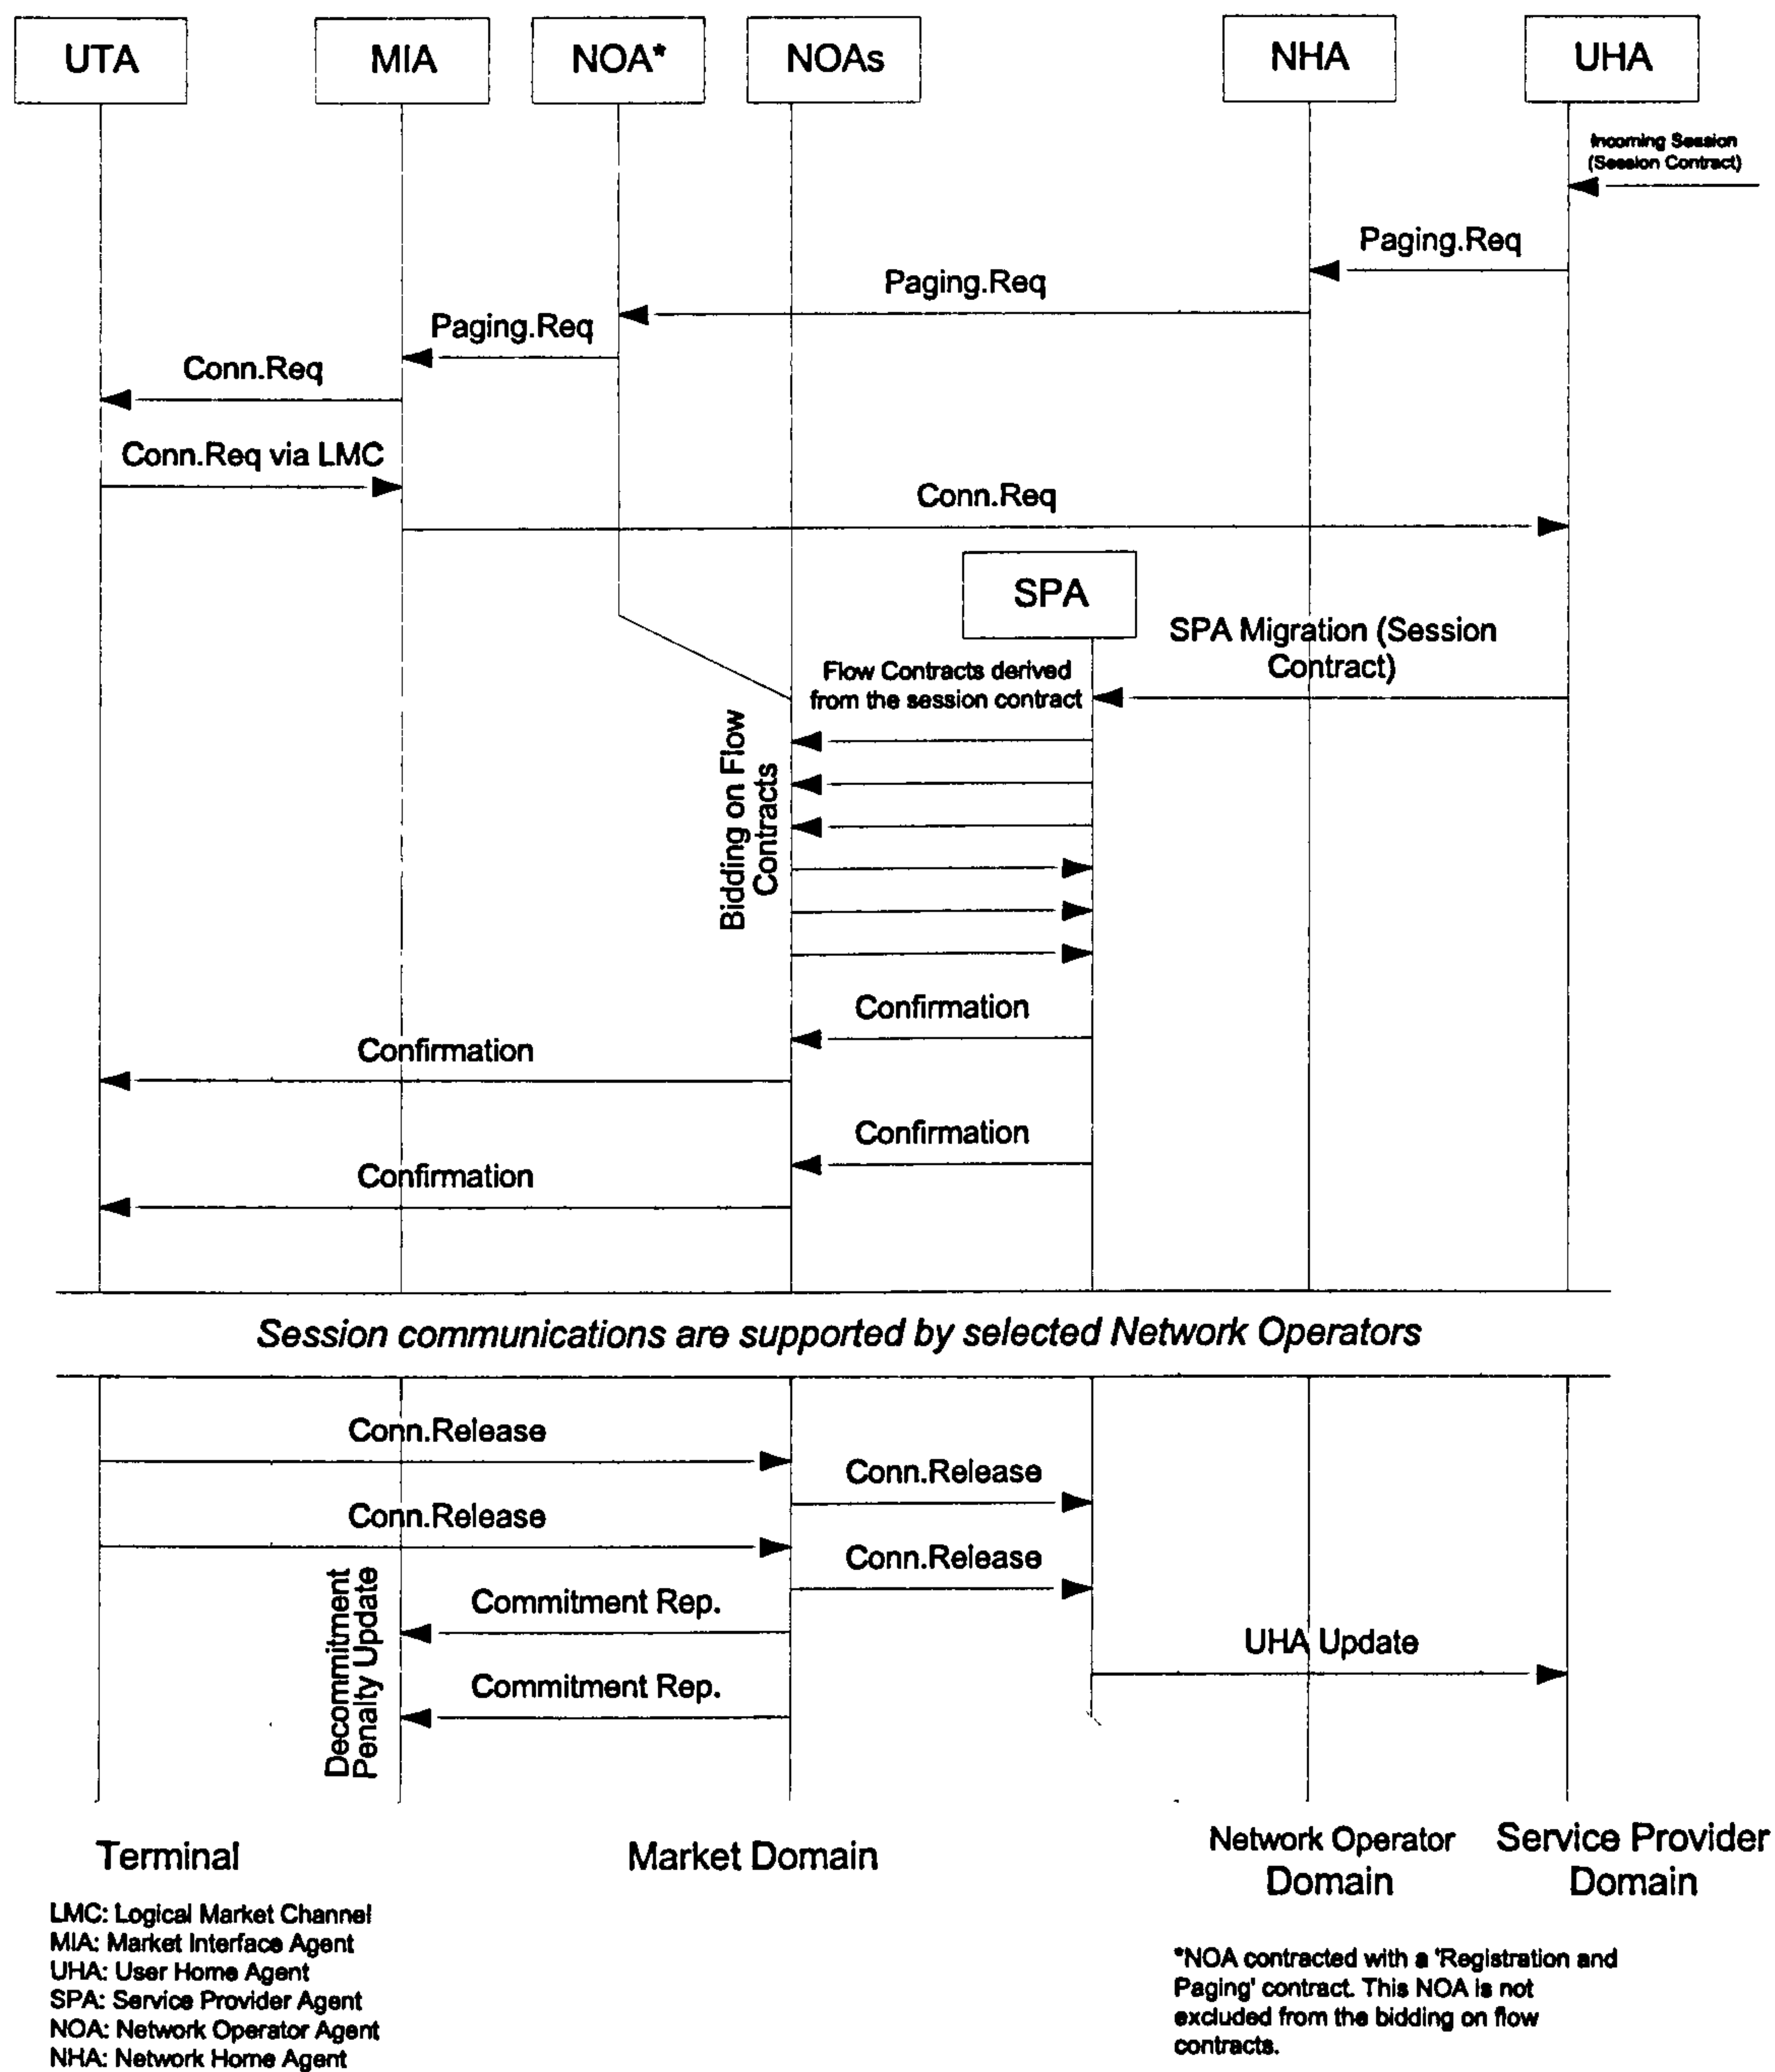 UTA
MIA
NOA*
NOAs
NHA
UHA
Incoming Session
(Session Contract)
Paging.Req
Paging.Req
Paging.Req
Conn.Req
Conn.Req via LMC
Conn.Req
SPA
SPA Migration (Session
Contract)
Flow Contracts derived
from the session contract
Bidding on Flow
Contracts
Confirmation
Confirmation
Confirmation
Confirmation
Session communications are supported by selected Network Operators
Conn.Release
Conn.Release
Conn.Release
Conn.Release
Decommitment
Penalty Update
Commitment Rep.
UHA Update
Commitment Rep.
Terminal
Market Domain
Network Operator
Domain
Service Provider
Domain
LMC: Logical Market Channel
MIA: Market Interface Agent
UHA: User Home Agent
SPA: Service Provider Agent
NOA: Network Operator Agent
NHA: Network Home Agent
*NOA contracted with a 'Registration and
Paging' contract. This NOA is not
excluded from the bidding on flow
contracts.